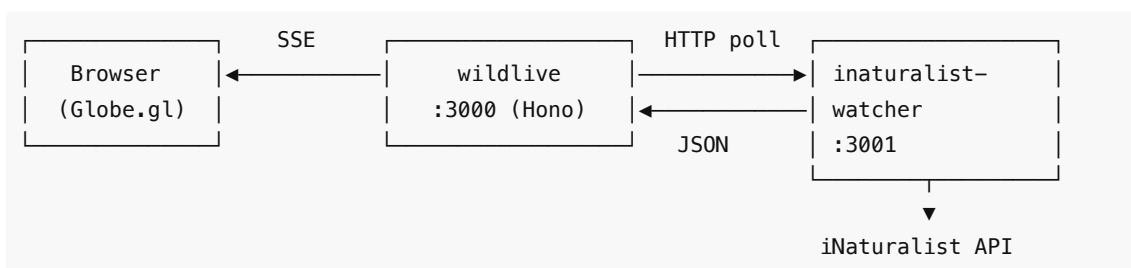 SSE HTTP poll
Browser wildlive inaturalist-
(Globe.gl) :3000 (Hono) watcher
JSON :3001
iNaturalist API